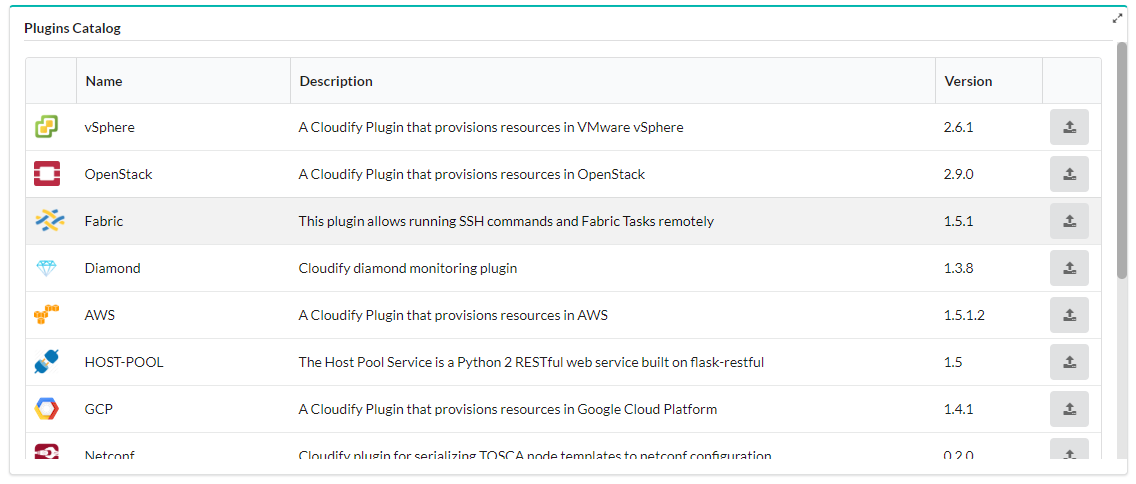 Plugins Catalog
Name Description Version
vSphere A Cloudify Plugin that provisions resources in VMware vSphere 2.6.1
OpenStack A Cloudify Plugin that provisions resources in OpenStack 2.9.0
Fabric This plugin allows running SSH commands and Fabric Tasks remotely 1.5.1
Diamond Cloudify diamond monitoring plugin 1.3.8
AWS A Cloudify Plugin that provisions resources in AWS 1.5.1.2
HOST-POOL The Host Pool Service is a Python 2 RESTful web service built on flask-restful 1.5
GCP A Cloudify Plugin that provisions resources in Google Cloud Platform 1.4.1
Netconf Cloudify plugin for serializing TOSCA node templates to netconf configuration 0.2.0